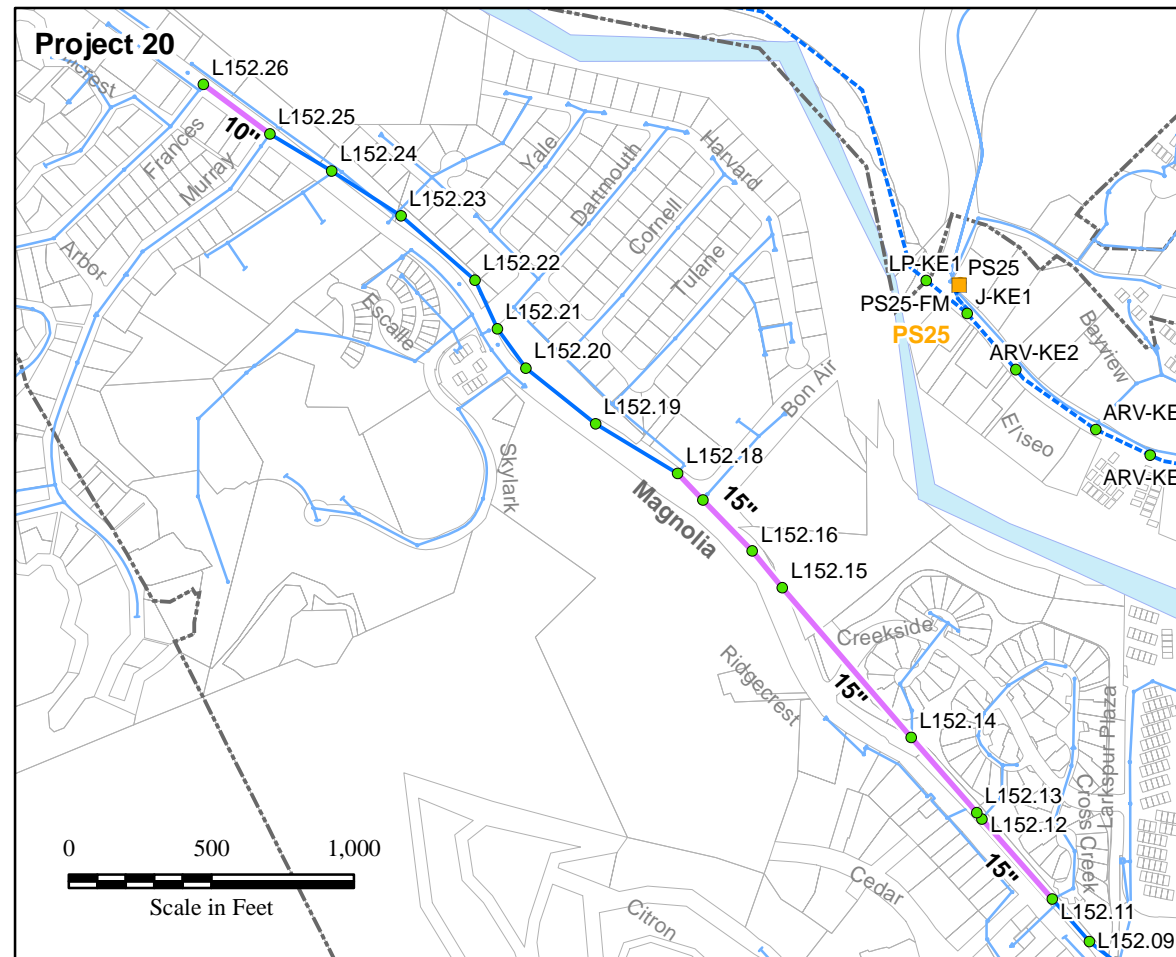 Project 20
L152.26
L152.25
10"
L152.24
L152.23
Frances
Murray
Arbor
Yale
Dartmouth
Harvard
Cornell
Tulane
L152.22
L152.21
Escalle
L152.20
L152.19
LP-KE1
PS25
J-KE1
PS25-FM
PS25
ARV-KE2
Bayview
ARV-KE
ARV-KE
Bon Air
Skylark
L152.18
15"
Magnolia
L152.16
L152.15
Creekside
Ridgecrest
15"
L152.14
Larkspur Plaza
L152.13
L152.12
Cross Creek
15"
0 500 1,000
Scale in Feet
Cedar
Citron
L152.11
L152.09